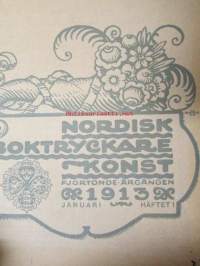 NORDISK
BOKTRYCKARE
KONST
FJORTONDE ÅRGÅNGEN
1913
JANUARI HÄFTET 1